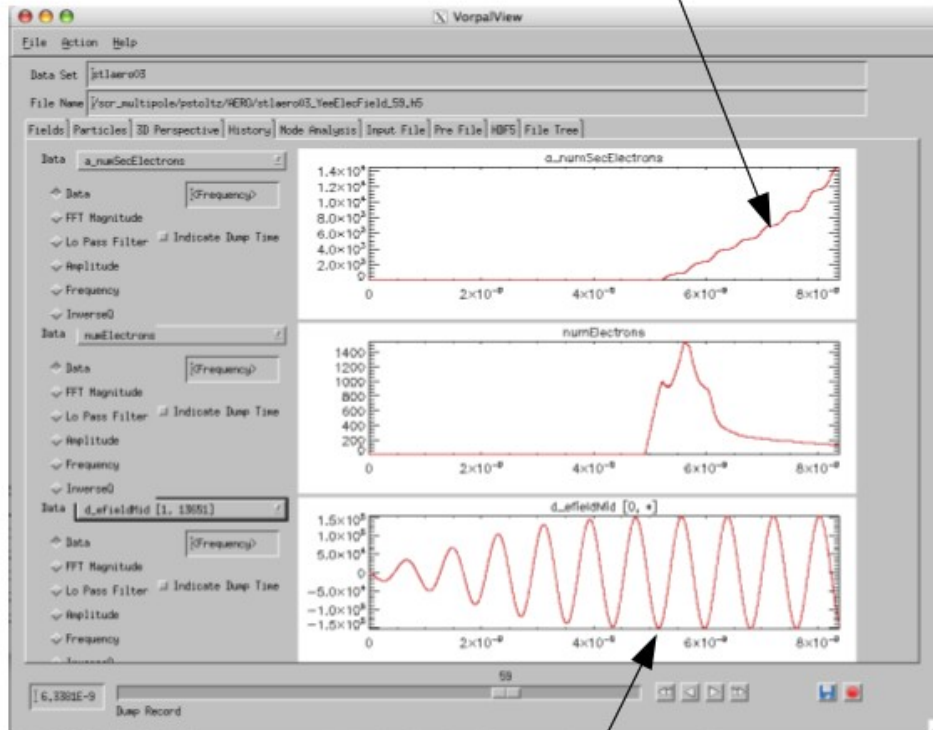 VorpalView
File Action Help
Data Set stlaero03
File Name /scr_multipole/pstoltz/AERO/stlaero03_YeeElecField_59.h5
Fields Particles 3D Perspective History Mode Analysis Input File Pre File HDF5 File Tree
Data a_numSecElectrons
Data <Frequency>
FFT Magnitude
Lo Pass Filter Indicate Dump Time
Amplitude
Frequency
InverseQ
a_numSecElectrons
1.4×10⁴
1.2×10⁴
1.0×10⁴
8.0×10³
6.0×10³
4.0×10³
2.0×10³
0
0 2×10⁻⁹ 4×10⁻⁹ 6×10⁻⁹ 8×10⁻⁹
Data numElectrons
Data <Frequency>
FFT Magnitude
Lo Pass Filter Indicate Dump Time
Amplitude
Frequency
InverseQ
numElectrons
1400
1200
1000
800
600
400
200
0
0 2×10⁻⁹ 4×10⁻⁹ 6×10⁻⁹ 8×10⁻⁹
Data d_efieldMid [1, 13651]
Data <Frequency>
FFT Magnitude
Lo Pass Filter Indicate Dump Time
Amplitude
Frequency
d_efieldMid [0, *]
1.5×10⁵
1.0×10⁵
5.0×10⁴
0
−5.0×10⁴
−1.0×10⁵
−1.5×10⁵
0 2×10⁻⁹ 4×10⁻⁹ 6×10⁻⁹ 8×10⁻⁹
59
6.3381E-9
Dump Record